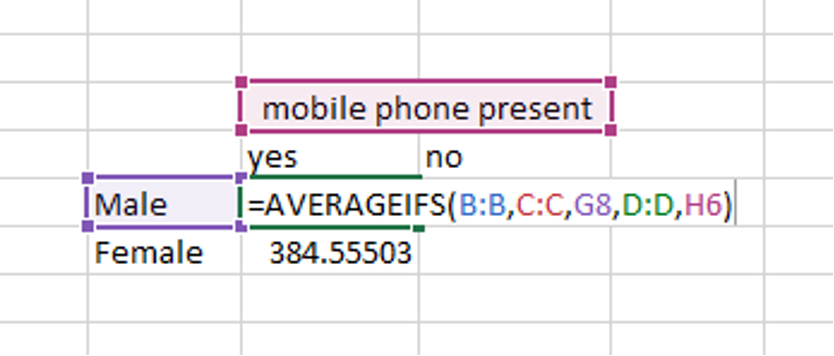 mobile phone present
yes no
Male =AVERAGEIFS(B:B,C:C,G8,D:D,H6)
Female 384.55503